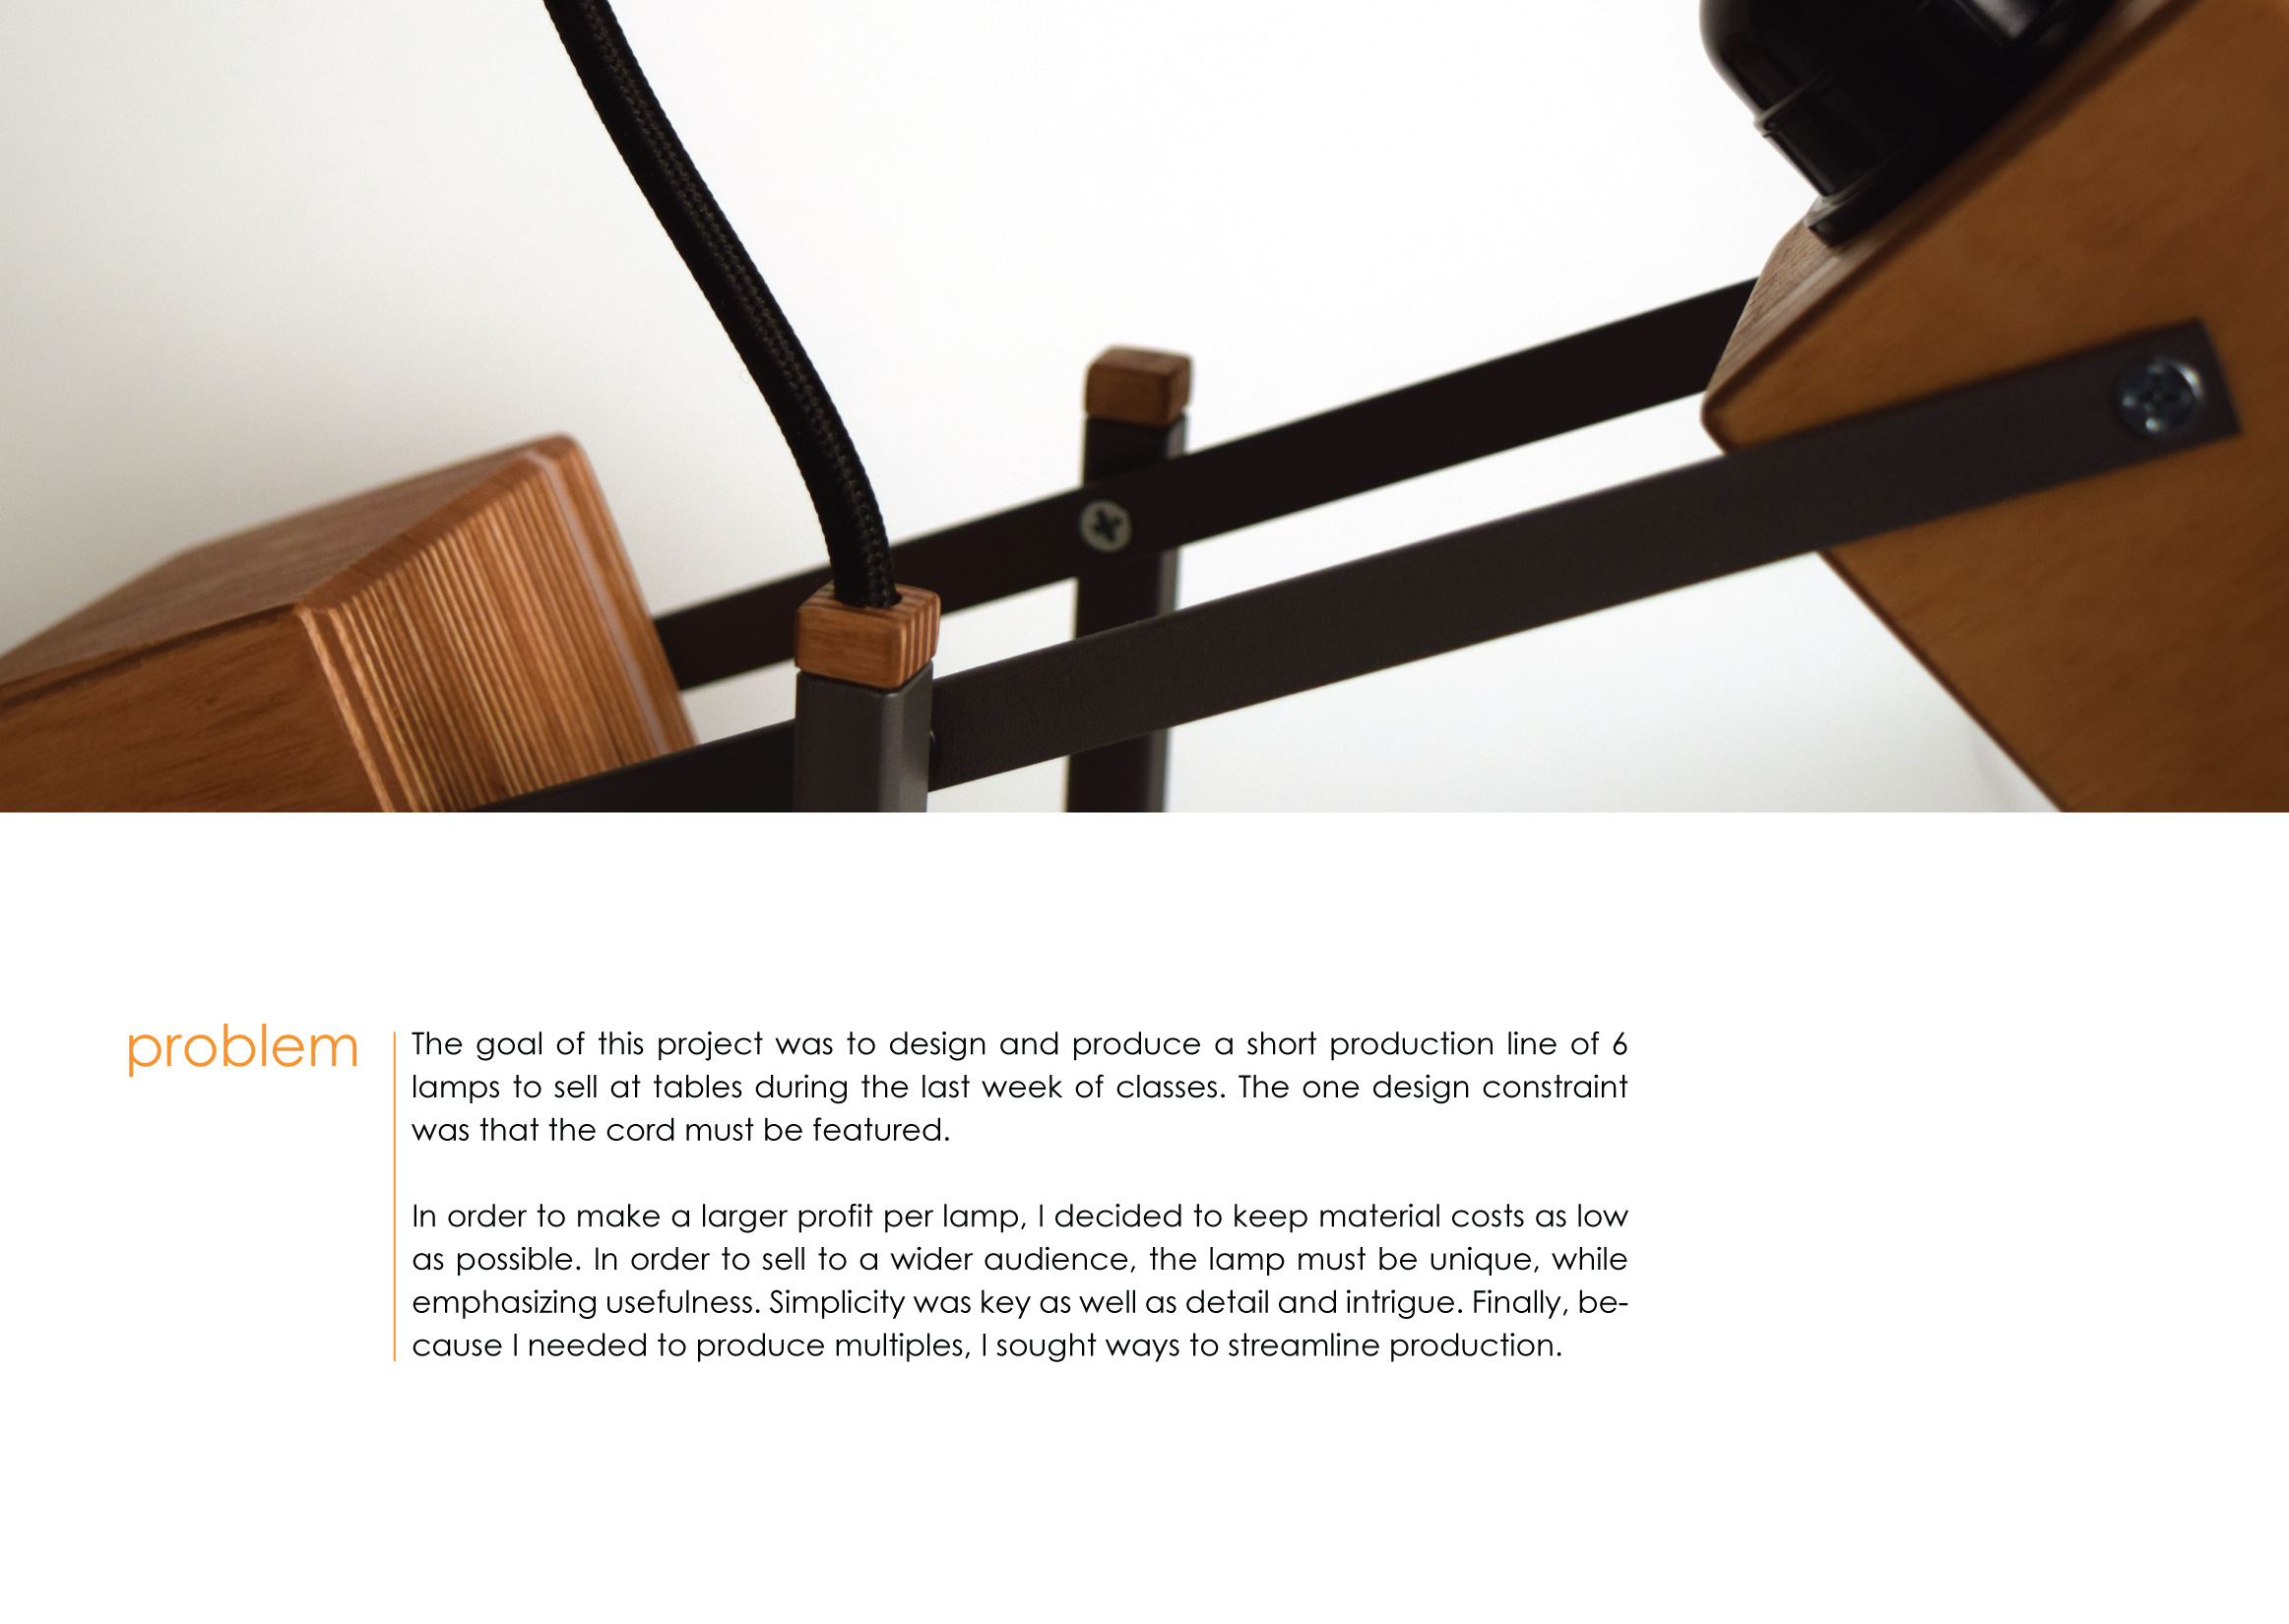 problem
The goal of this project was to design and produce a short production line of 6
lamps to sell at tables during the last week of classes. The one design constraint
was that the cord must be featured.
In order to make a larger profit per lamp, I decided to keep material costs as low
as possible. In order to sell to a wider audience, the lamp must be unique, while
emphasizing usefulness. Simplicity was key as well as detail and intrigue. Finally, be-
cause I needed to produce multiples, I sought ways to streamline production.